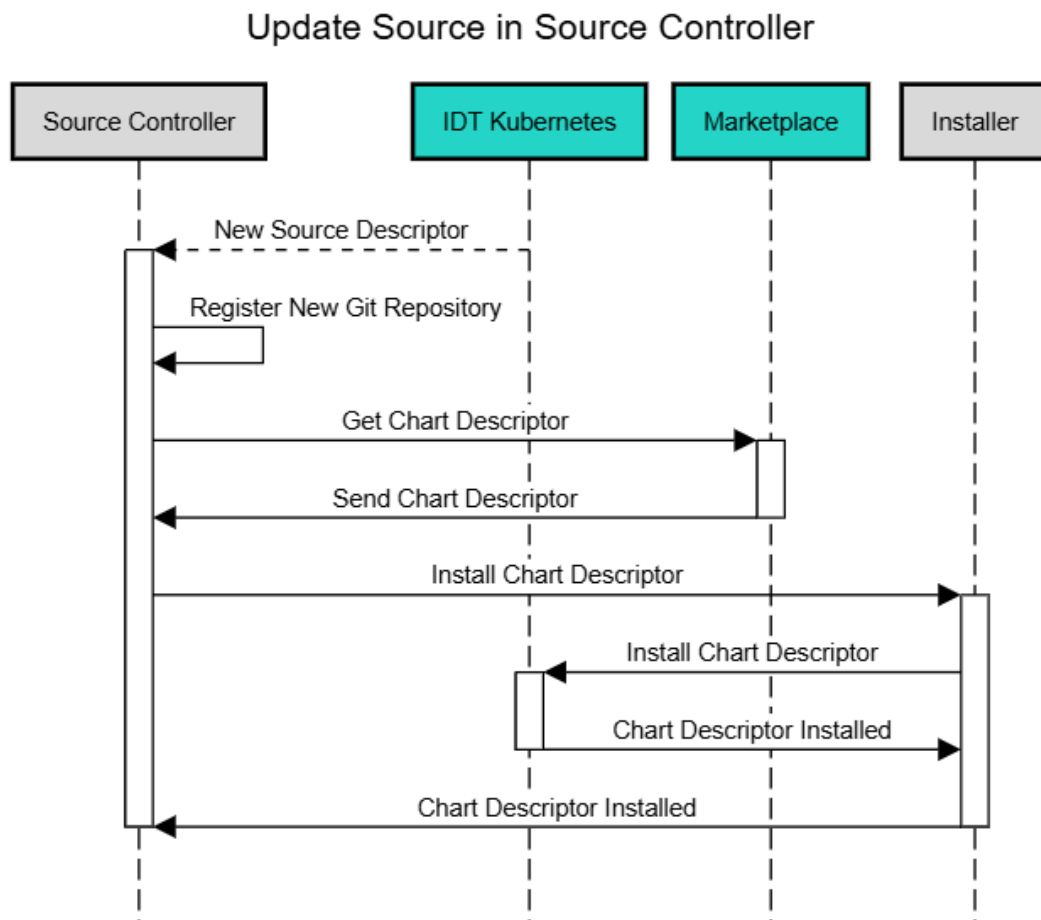 Update Source in Source Controller
Source Controller
IDT Kubernetes
Marketplace
Installer
New Source Descriptor
Register New Git Repository
Get Chart Descriptor
Send Chart Descriptor
Install Chart Descriptor
Install Chart Descriptor
Chart Descriptor Installed
Chart Descriptor Installed